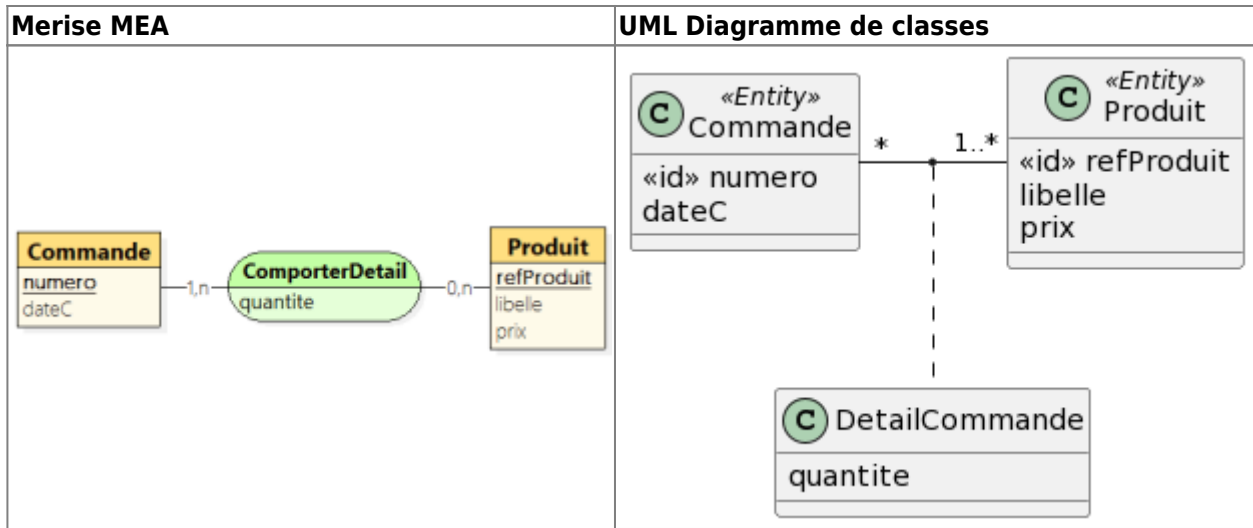 Merise MEA
UML Diagramme de classes
Commande
numero
dateC
1,n
ComporterDetail
quantite
0,n
Produit
refProduit
libelle
prix
C
«Entity»
Commande
«id» numero
dateC
*
1..*
C
«Entity»
Produit
«id» refProduit
libelle
prix
C DetailCommande
quantite